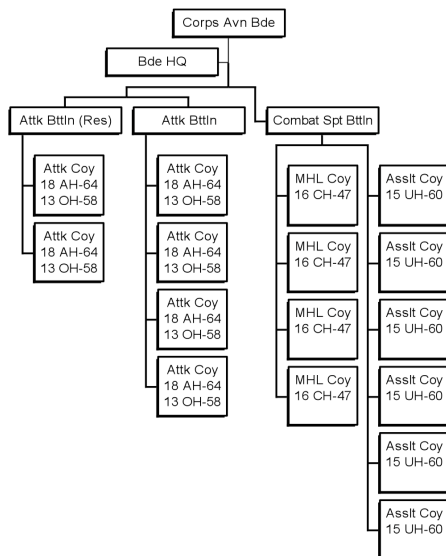 Corps Avn Bde
Bde HQ
Attk Bttln (Res)
Attk Bttln
Combat Spt Bttln
Attk Coy
18 AH-64
13 OH-58
Attk Coy
18 AH-64
13 OH-58
Attk Coy
18 AH-64
13 OH-58
Attk Coy
18 AH-64
13 OH-58
Attk Coy
18 AH-64
13 OH-58
Attk Coy
18 AH-64
13 OH-58
MHL Coy
16 CH-47
MHL Coy
16 CH-47
MHL Coy
16 CH-47
MHL Coy
16 CH-47
Asslt Coy
15 UH-60
Asslt Coy
15 UH-60
Asslt Coy
15 UH-60
Asslt Coy
15 UH-60
Asslt Coy
15 UH-60
Asslt Coy
15 UH-60